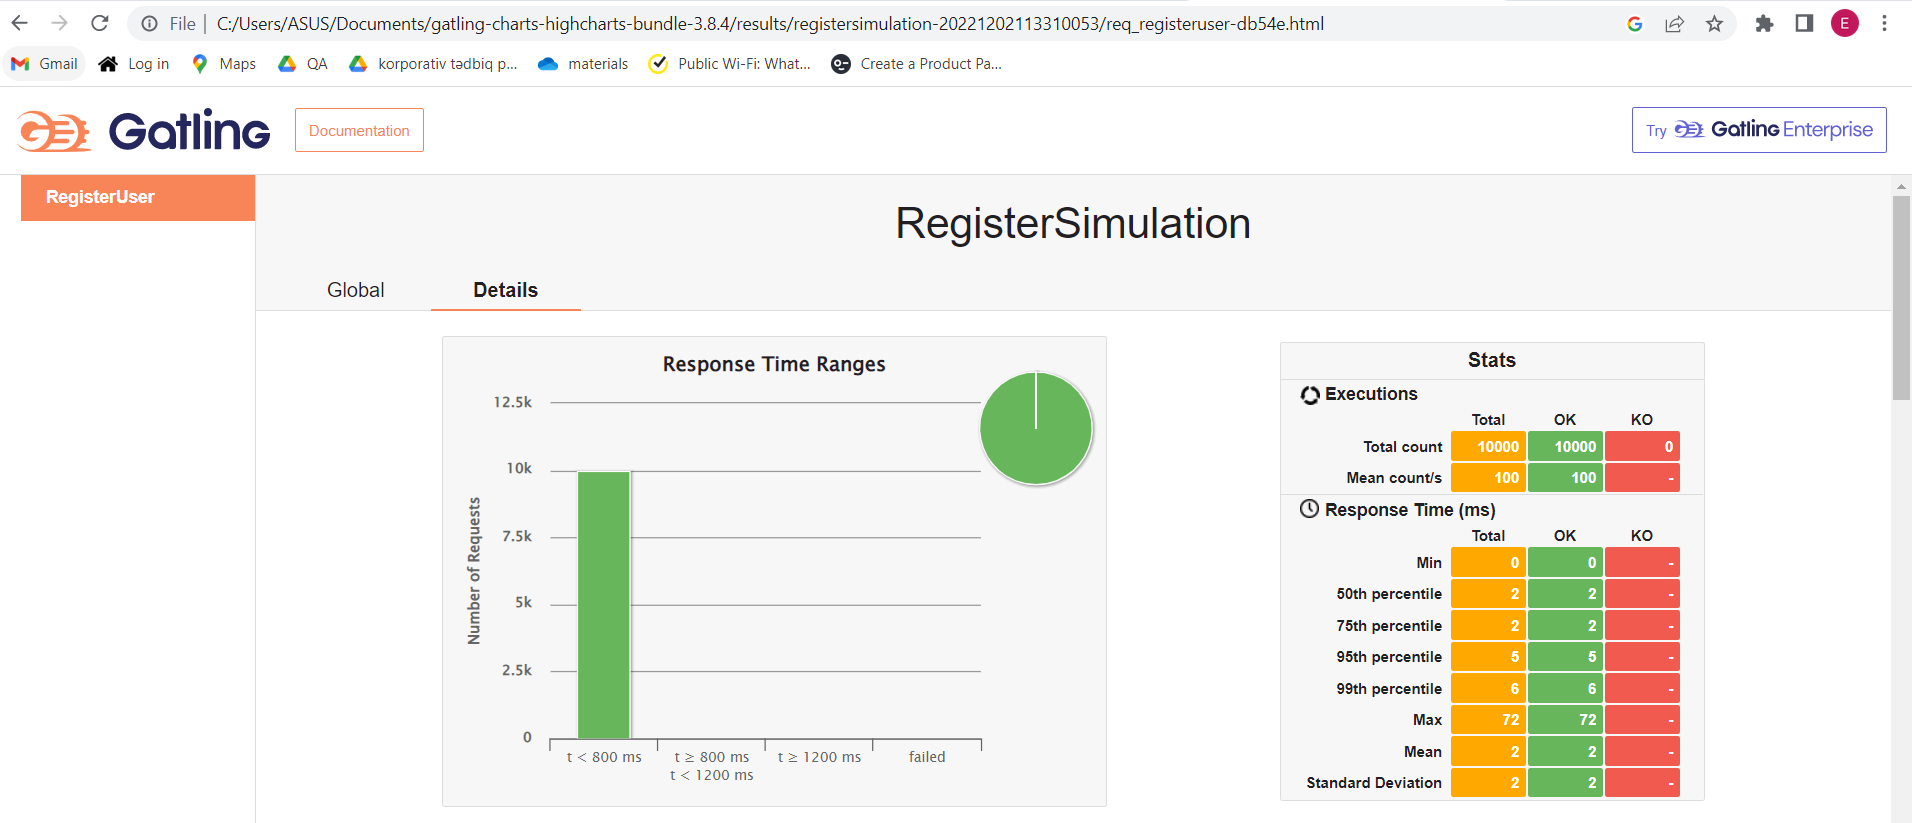 File | C:/Users/ASUS/Documents/gatling-charts-highcharts-bundle-3.8.4/results/registersimulation-20221202113310053/req_registeruser-db54e.html
E
Gmail Log in Maps QA korporativ tədbiq p... materials Public Wi-Fi: What... Create a Product Pa...
Gatling Documentation Try Gatling Enterprise
RegisterUser
RegisterSimulation
Global Details
Response Time Ranges
12.5k
10k
7.5k
5k
2.5k
0
Number of Requests
t < 800 ms t ≥ 800 ms t ≥ 1200 ms failed
t < 1200 ms
Stats
Executions
Total OK KO
Total count 10000 10000 0
Mean count/s 100 100 -
Response Time (ms)
Total OK KO
Min 0 0 -
50th percentile 2 2 -
75th percentile 2 2 -
95th percentile 5 5 -
99th percentile 6 6 -
Max 72 72 -
Mean 2 2 -
Standard Deviation 2 2 -